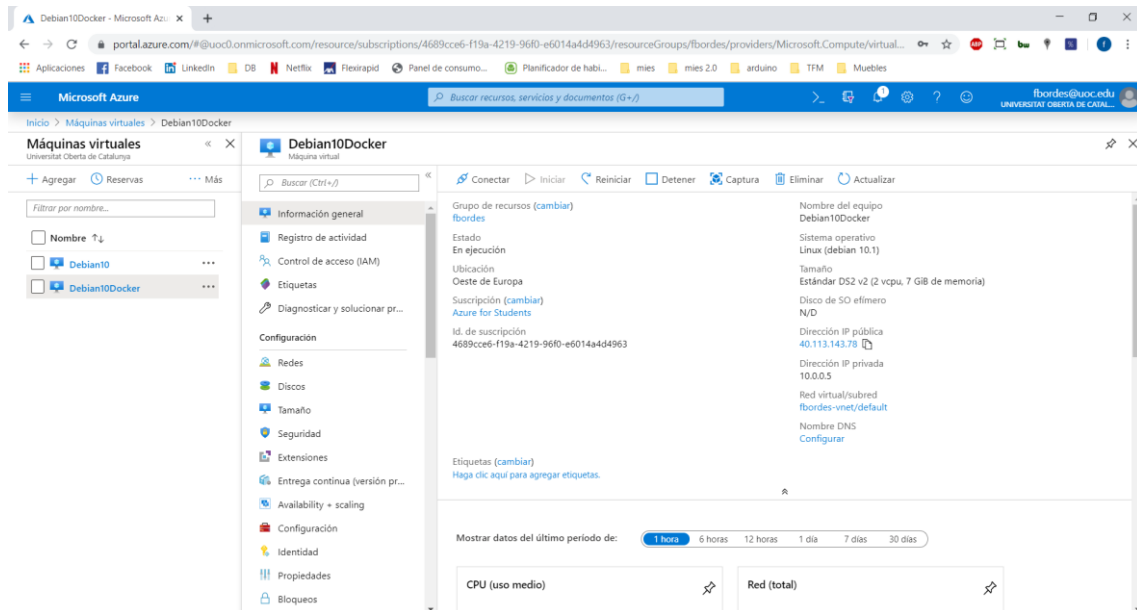 Debian10Docker - Microsoft Azu
portal.azure.com/#@uoc0.onmicrosoft.com/resource/subscriptions/4689cce6-f19a-4219-96f0-e6014a4d4963/resourceGroups/fbordes/providers/Microsoft.Compute/virtual...
Aplicaciones Facebook LinkedIn DB Netflix Flexirapid Panel de consumo... Planificador de habi... mies mies 2.0 arduino TFM Muebles
Microsoft Azure
Buscar recursos, servicios y documentos (G+/)
fbordes@uoc.edu
UNIVERSITAT OBERTA DE CATAL...
Inicio > Máquinas virtuales > Debian10Docker
Máquinas virtuales
Universitat Oberta de Catalunya
Agregar Reservas ... Más
Filtrar por nombre...
Nombre
Debian10
Debian10Docker
Debian10Docker
Máquina virtual
Buscar (Ctrl+/)
Información general
Registro de actividad
Control de acceso (IAM)
Etiquetas
Diagnosticar y solucionar pr...
Configuración
Redes
Discos
Tamaño
Seguridad
Extensiones
Entrega continua (versión pr...
Availability + scaling
Configuración
Identidad
Propiedades
Bloqueos
Conectar Iniciar Reiniciar Detener Captura Eliminar Actualizar
Grupo de recursos (cambiar)
fbordes
Estado
En ejecución
Ubicación
Oeste de Europa
Suscripción (cambiar)
Azure for Students
Id. de suscripción
4689cce6-f19a-4219-96f0-e6014a4d4963
Nombre del equipo
Debian10Docker
Sistema operativo
Linux (debian 10.1)
Tamaño
Estándar DS2 v2 (2 vcpu, 7 GiB de memoria)
Disco de SO efímero
N/D
Dirección IP pública
40.113.143.78
Dirección IP privada
10.0.0.5
Red virtual/subred
fbordes-vnet/default
Nombre DNS
Configurar
Etiquetas (cambiar)
Haga clic aquí para agregar etiquetas.
Mostrar datos del último período de: 1 hora 6 horas 12 horas 1 día 7 días 30 días
CPU (uso medio)
Red (total)